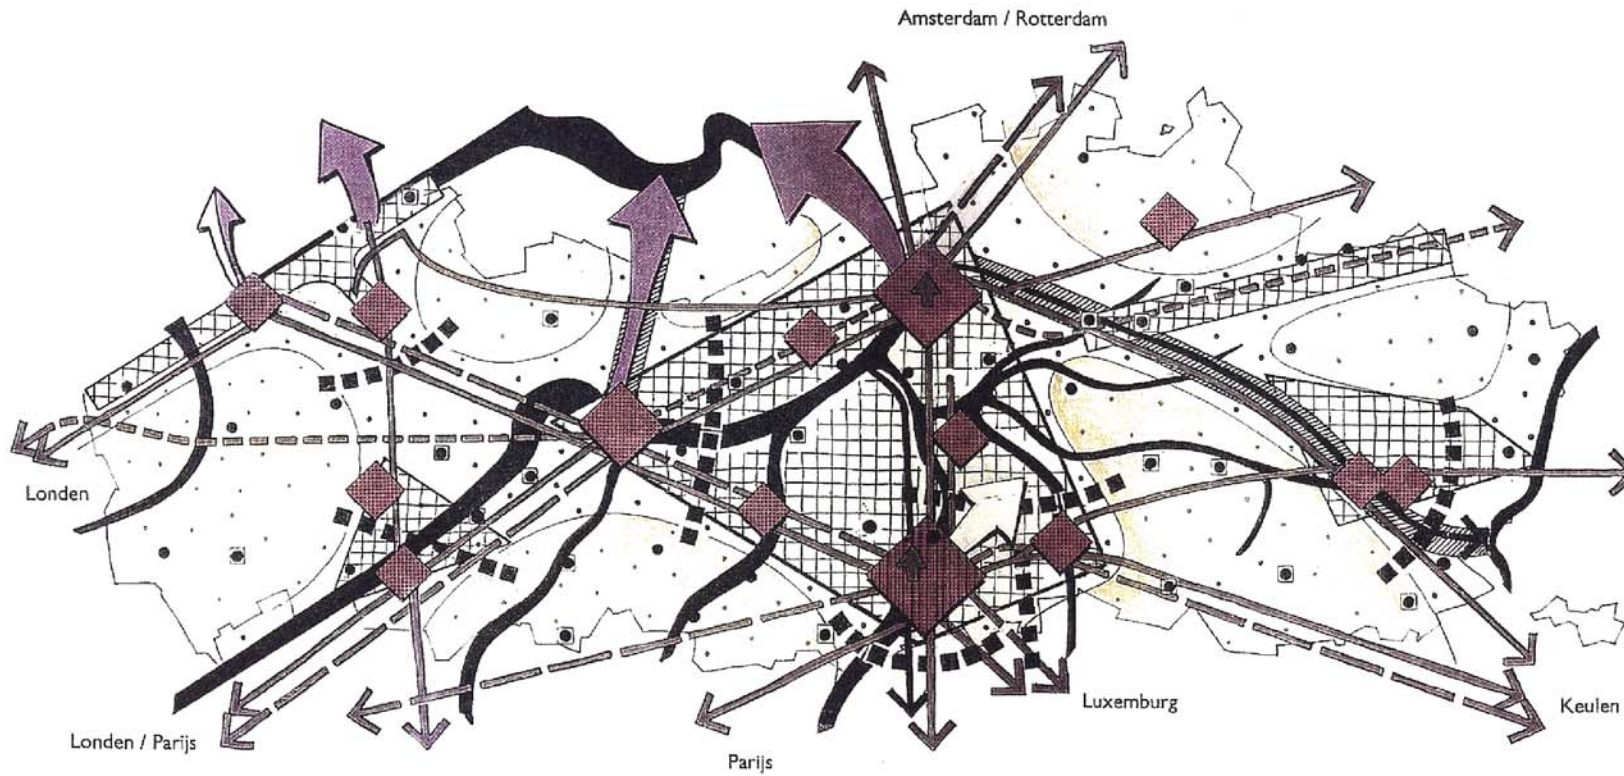 Amsterdam / Rotterdam
Londen
Londen / Parijs
Parijs
Luxemburg
Keulen